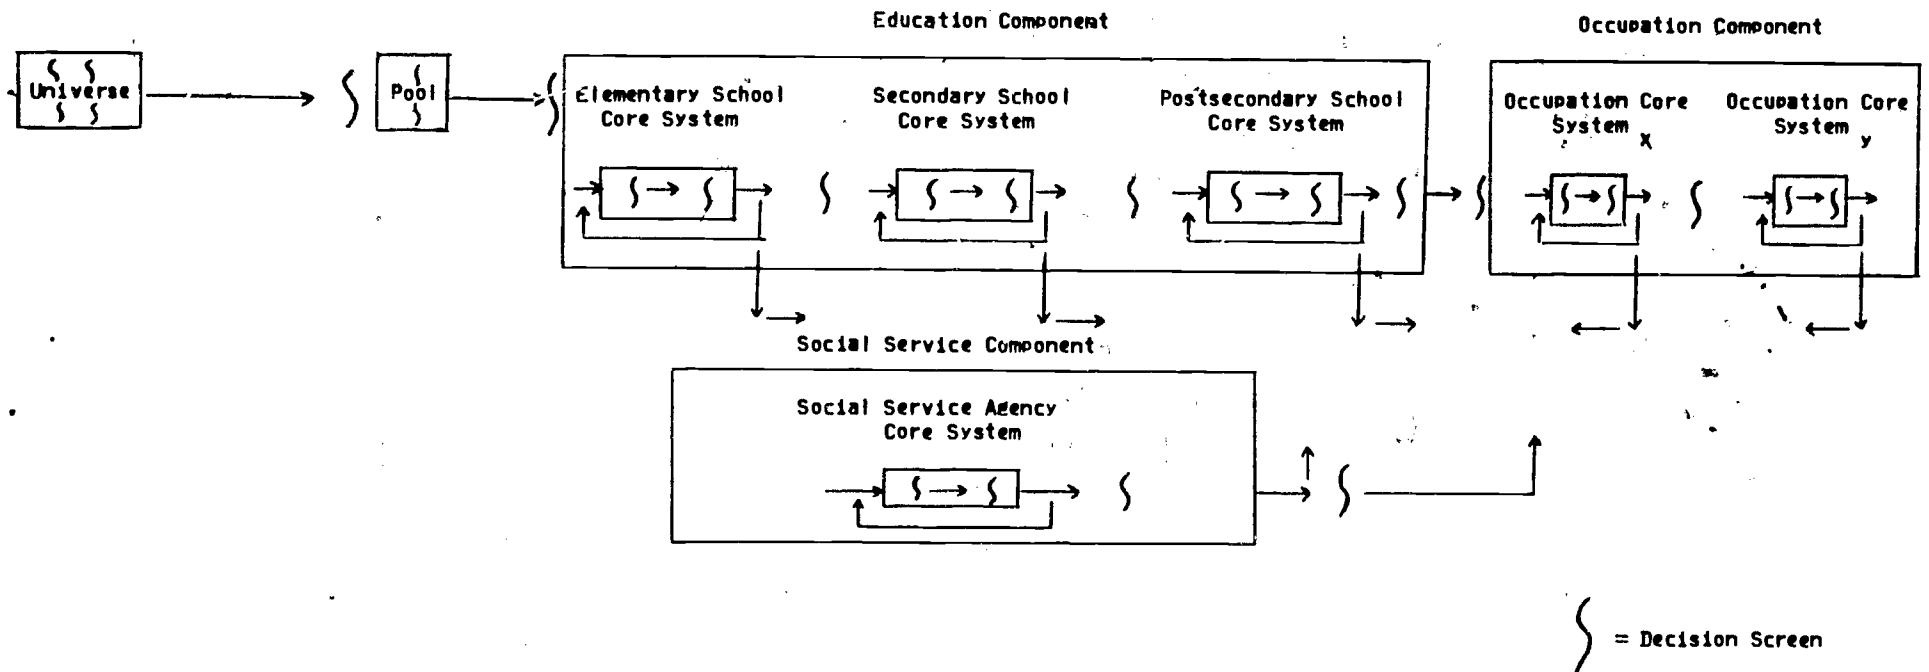 Education Component
Occupation Component
Universe
Pool
Elementary School
Core System
Secondary School
Core System
Postsecondary School
Core System
Occupation Core
System x
Occupation Core
System y
Social Service Component
Social Service Agency
Core System
= Decision Screen